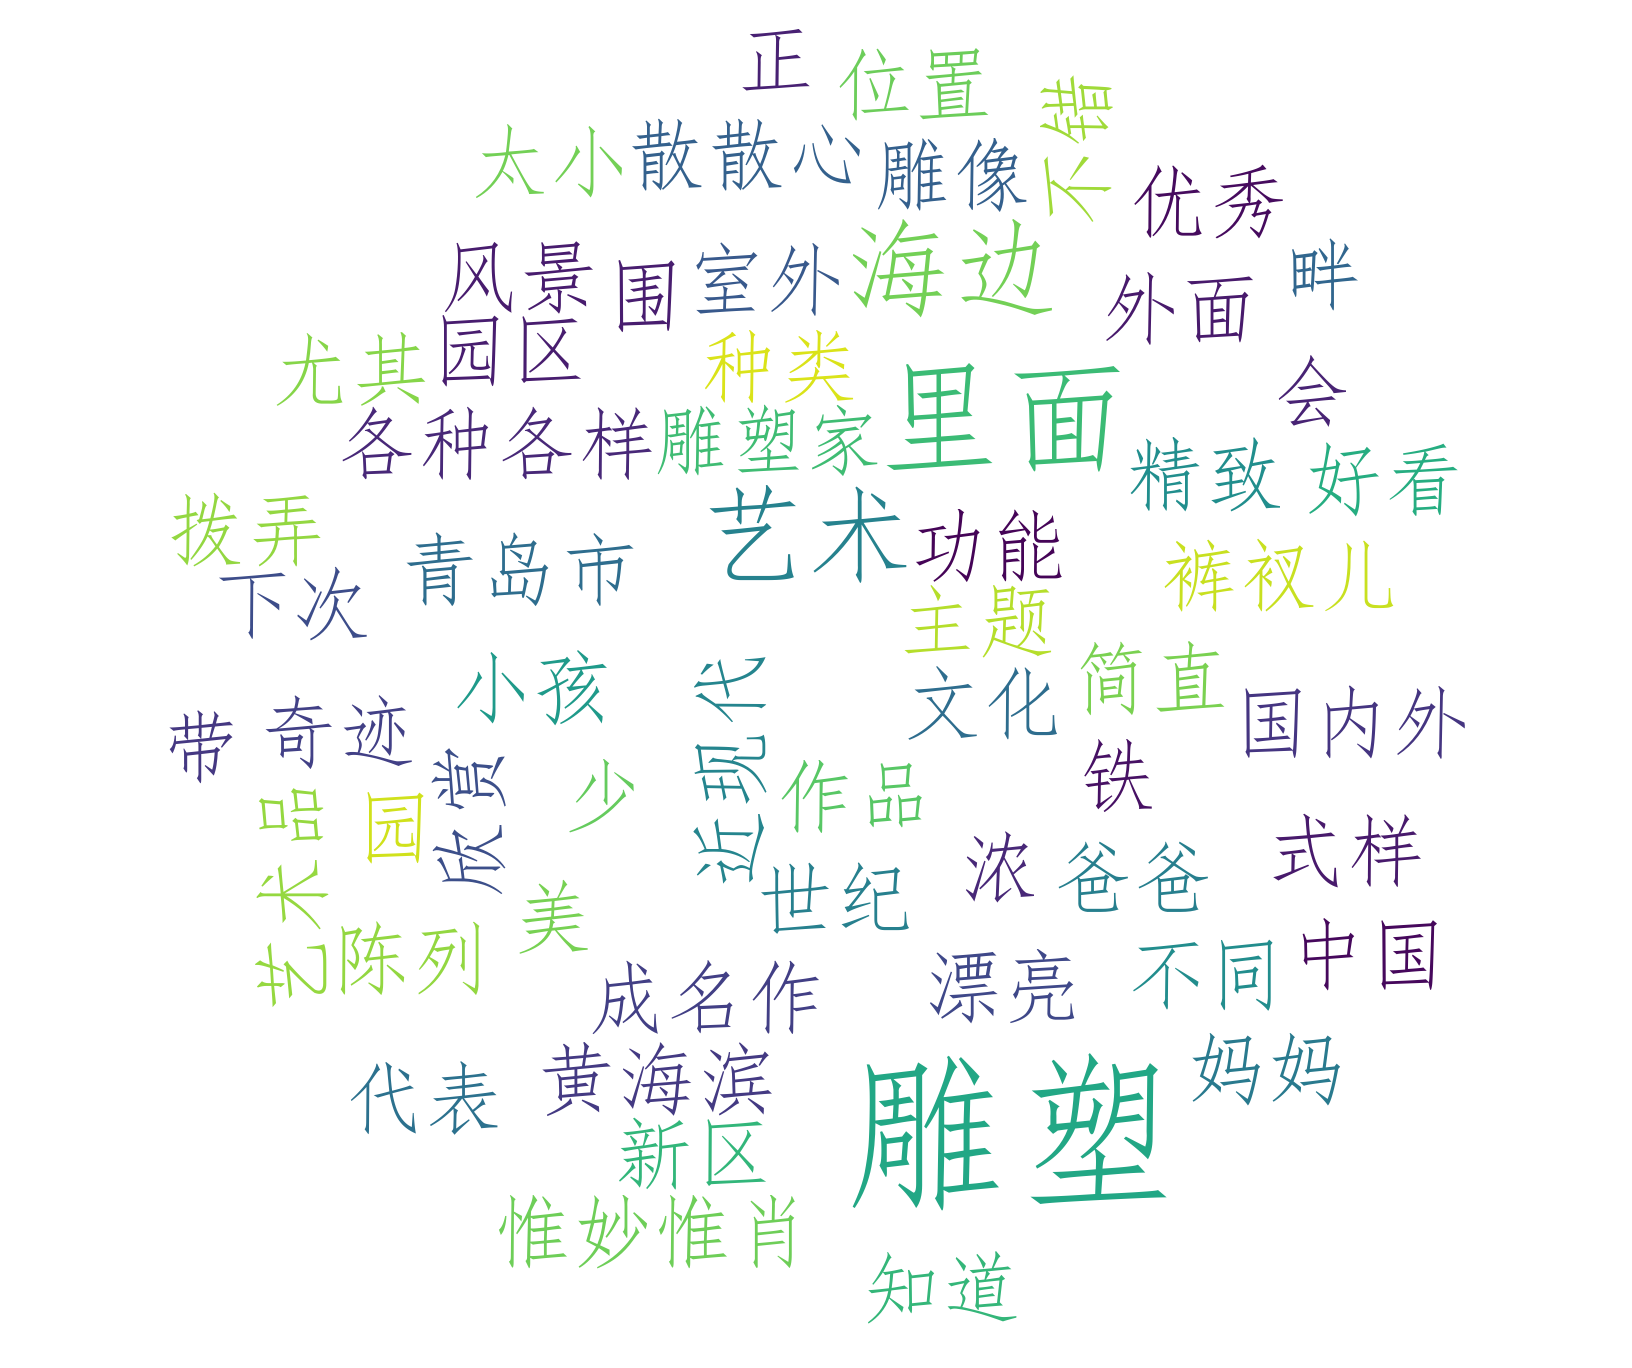 正
位置
不错
太小
散散心
雕像
优秀
风景
围
室外
海边
外面
畔
尤其
园区
种类
里面
会
各种各样
雕塑家
精致
好看
拨弄
艺术
功能
下次
青岛市
裤衩儿
主题
小孩
近现代
文化
简直
国内外
带
奇迹
欣赏
少
作品
铁
艺术品
园
浓
爸爸
式样
陈列
美
世纪
不同
中国
成名作
漂亮
代表
黄海滨
雕塑
妈妈
新区
惟妙惟肖
知道